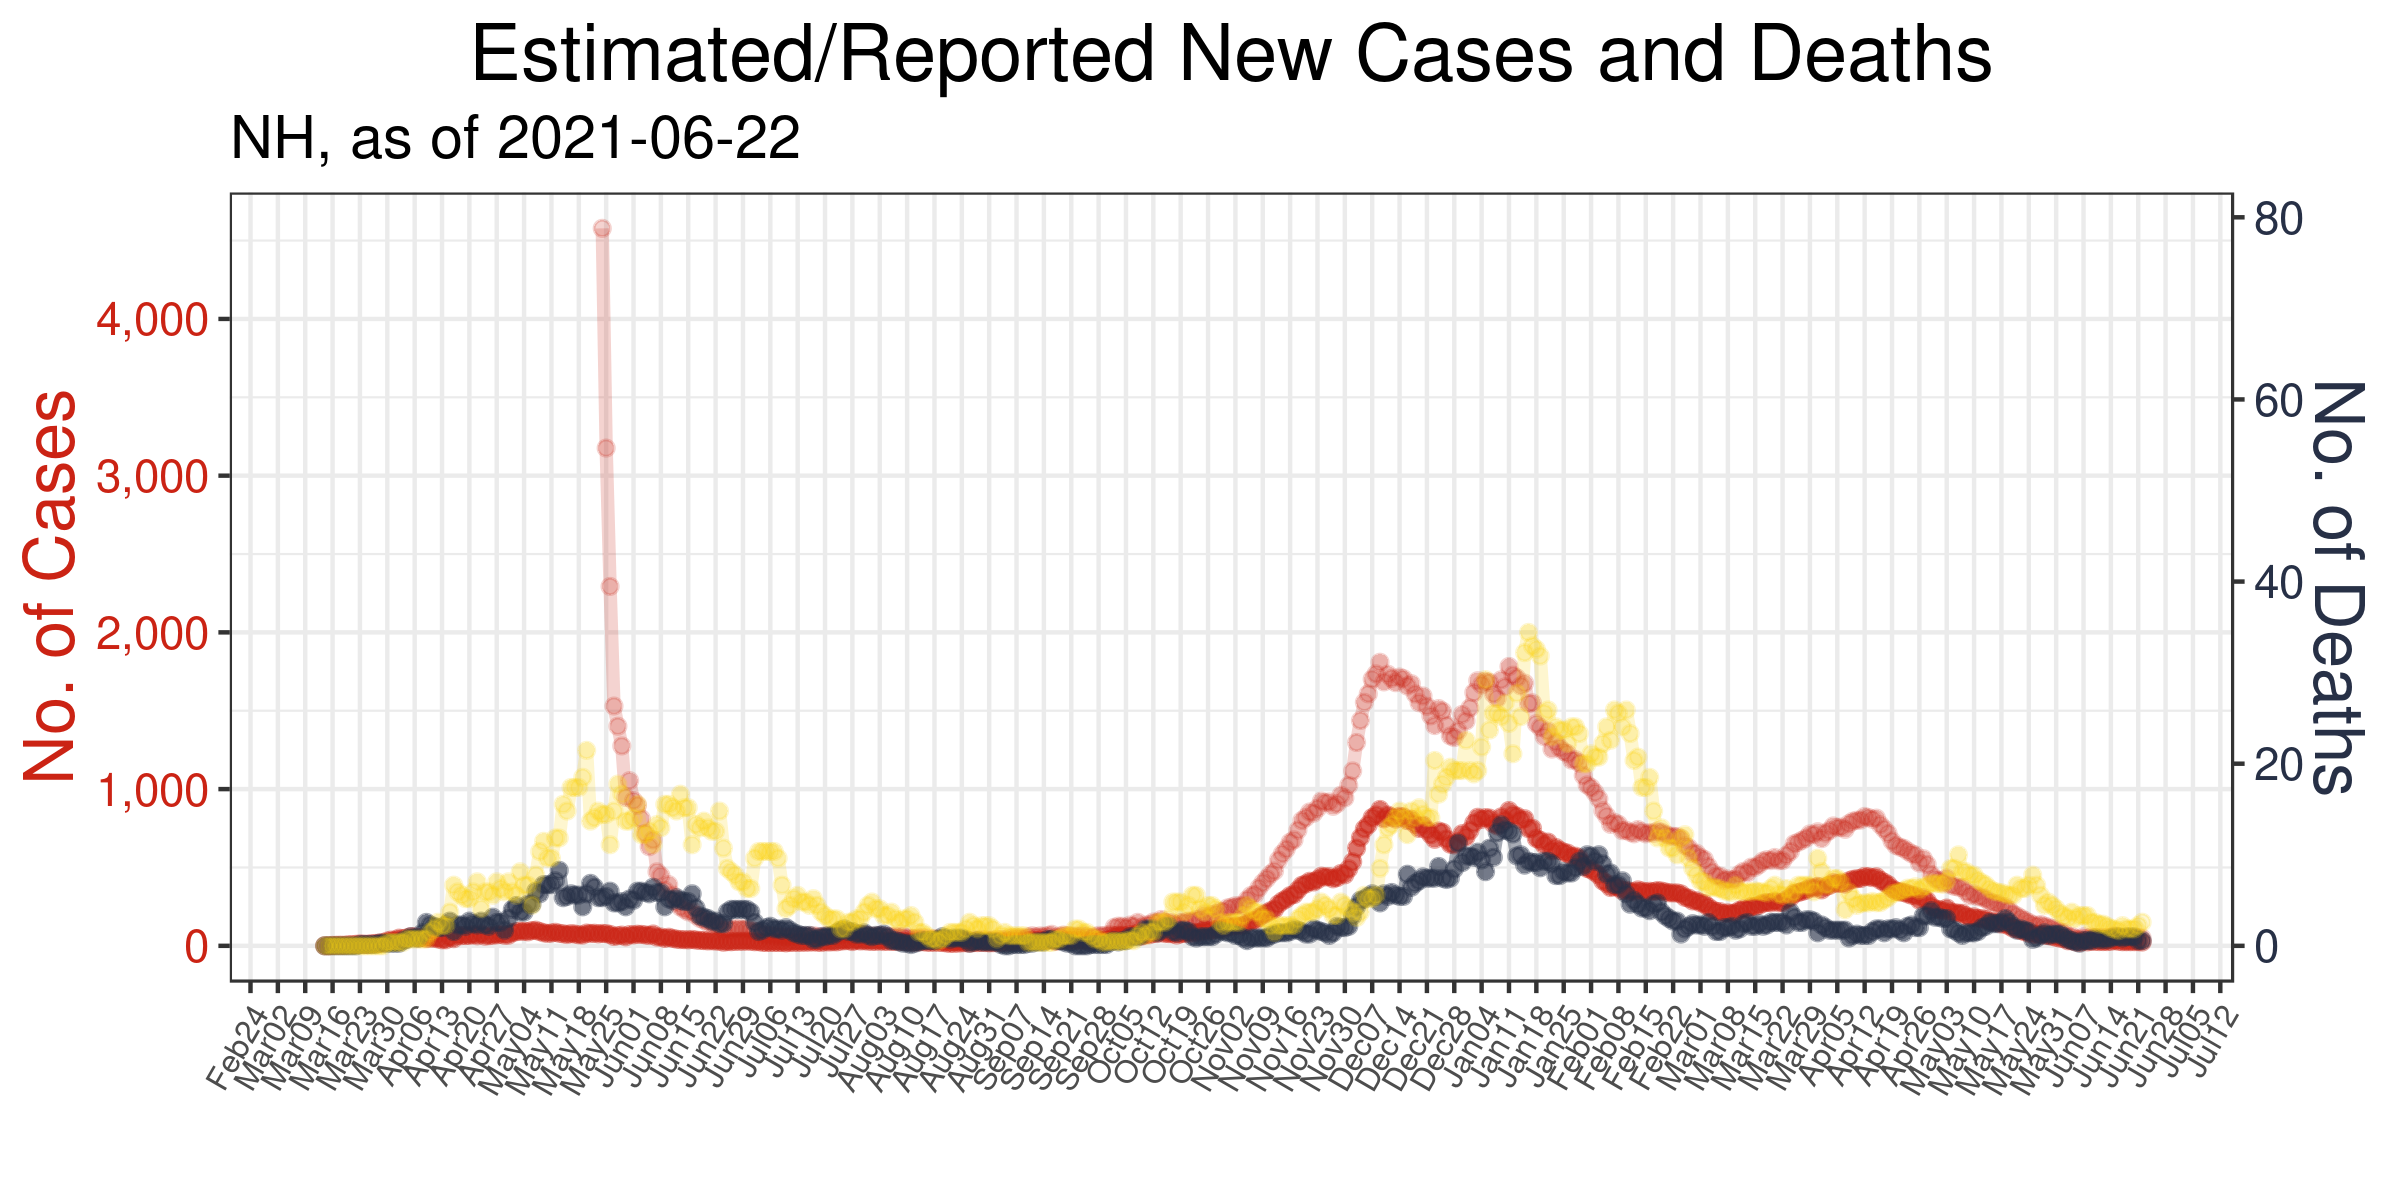 Estimated/Reported New Cases and Deaths
NH, as of 2021-06-22
No. of Cases
4,000
3,000
2,000
1,000
0
80
60
40
20
0
No. of Deaths
Feb24
Mar02
Mar09
Mar16
Mar23
Mar30
Apr06
Apr13
Apr20
Apr27
May04
May11
May18
May25
Jun01
Jun08
Jun15
Jun22
Jun29
Jul06
Jul13
Jul20
Jul27
Aug03
Aug10
Aug17
Aug24
Aug31
Sep07
Sep14
Sep21
Sep28
Oct05
Oct12
Oct19
Oct26
Nov02
Nov09
Nov16
Nov23
Nov30
Dec07
Dec14
Dec21
Dec28
Jan04
Jan11
Jan18
Jan25
Feb01
Feb08
Feb15
Feb22
Mar01
Mar08
Mar15
Mar22
Mar29
Apr05
Apr12
Apr19
Apr26
May03
May10
May17
May24
May31
Jun07
Jun14
Jun21
Jun28
Jul05
Jul12